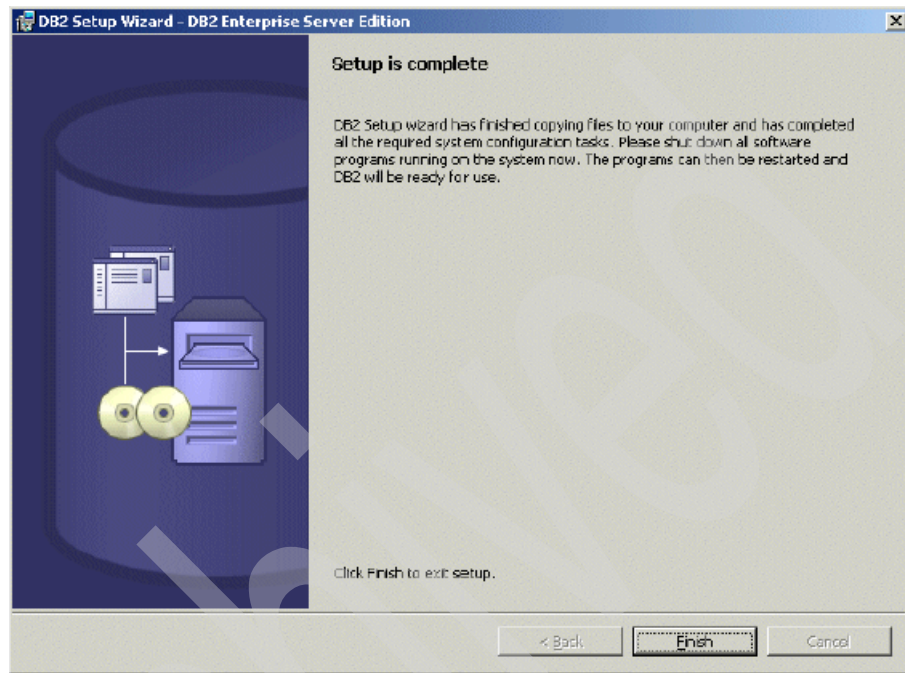 DB2 Setup Wizard - DB2 Enterprise Server Edition
Setup is complete
DB2 Setup wizard has finished copying files to your computer and has completed
all the required system configuration tasks. Please shut down all software
programs running on the system now. The programs can then be restarted and
DB2 will be ready for use.
Click Finish to exit setup.
< Back
Finish
Cancel